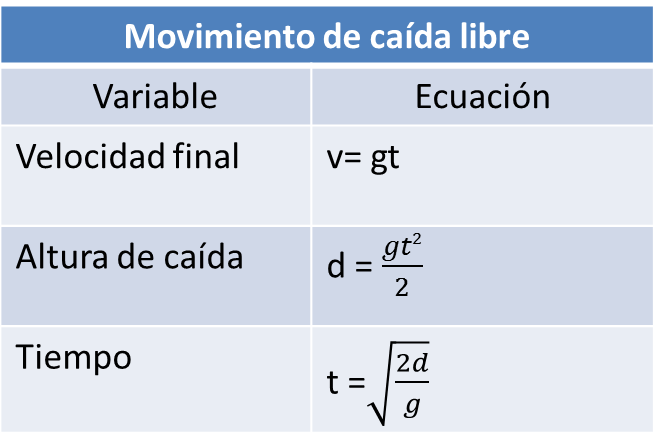 Movimiento de caída libre
Variable Ecuación
Velocidad final v= gt
Altura de caída d = gt²/2
Tiempo t = √(2d/g)